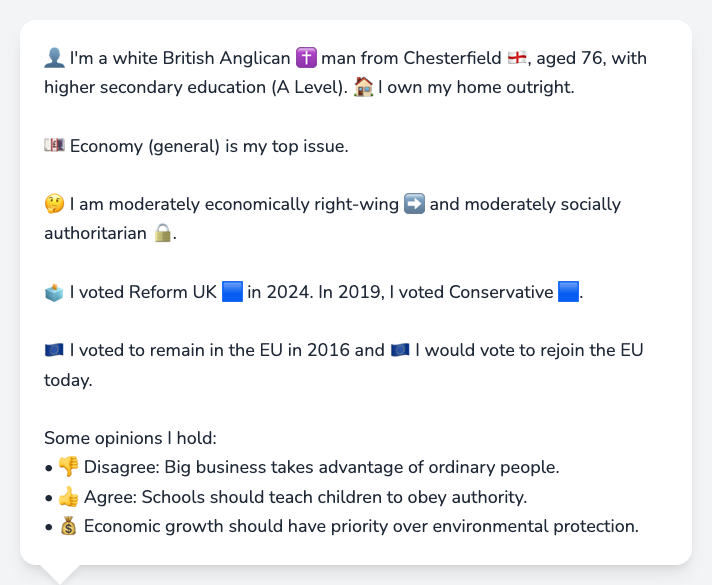 👤 I'm a white British Anglican ✝️ man from Chesterfield 🏴󠁧󠁢󠁥󠁮󠁧󠁿, aged 76, with
higher secondary education (A Level). 🏠 I own my home outright.
💷 Economy (general) is my top issue.
🤔 I am moderately economically right-wing ➡️ and moderately socially
authoritarian 🔒.
🗳️ I voted Reform UK 🟦 in 2024. In 2019, I voted Conservative 🟦.
🇪🇺 I voted to remain in the EU in 2016 and 🇪🇺 I would vote to rejoin the EU
today.
Some opinions I hold:
• 👎 Disagree: Big business takes advantage of ordinary people.
• 👍 Agree: Schools should teach children to obey authority.
• 💰 Economic growth should have priority over environmental protection.